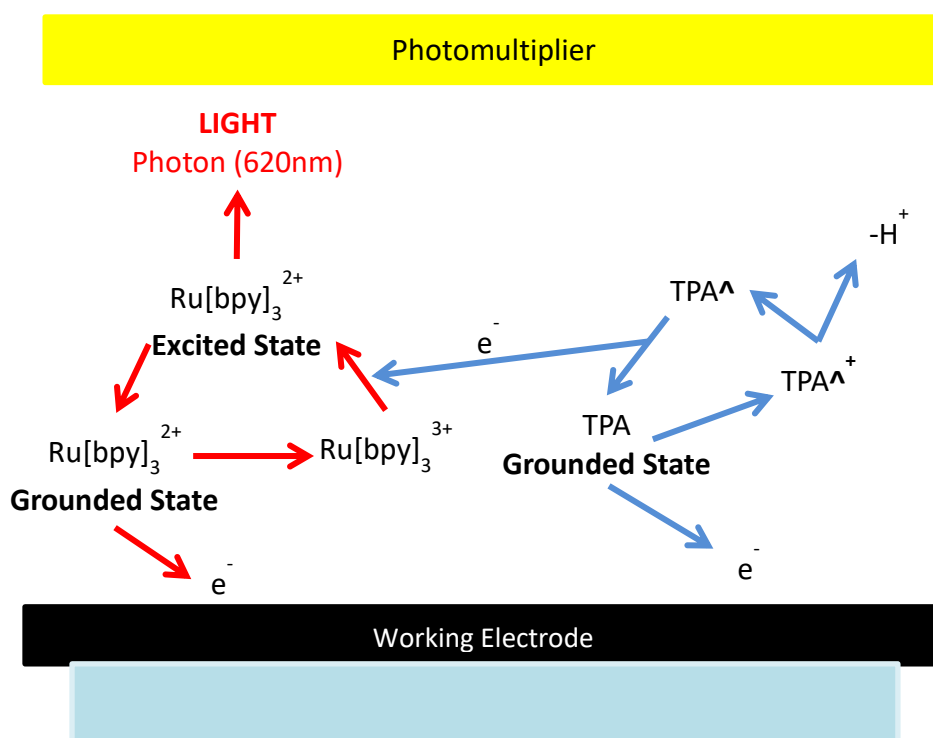 Photomultiplier
LIGHT
Photon (620nm)
-H⁺
Ru[bpy]₃²⁺
Excited State
TPA^
e⁻
TPA^⁺
Ru[bpy]₃²⁺
Grounded State
Ru[bpy]₃³⁺
TPA
Grounded State
e⁻
e⁻
Working Electrode